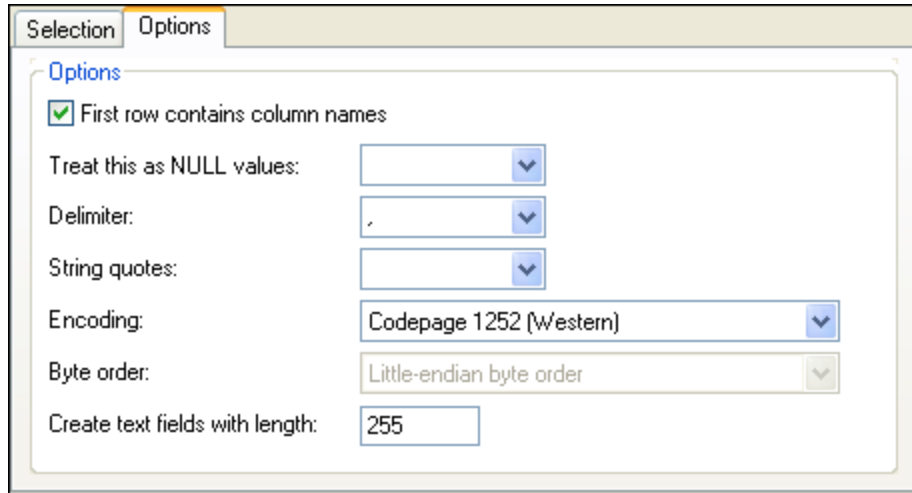 Selection Options
Options
First row contains column names
Treat this as NULL values:
Delimiter: ,
String quotes:
Encoding: Codepage 1252 (Western)
Byte order: Little-endian byte order
Create text fields with length: 255